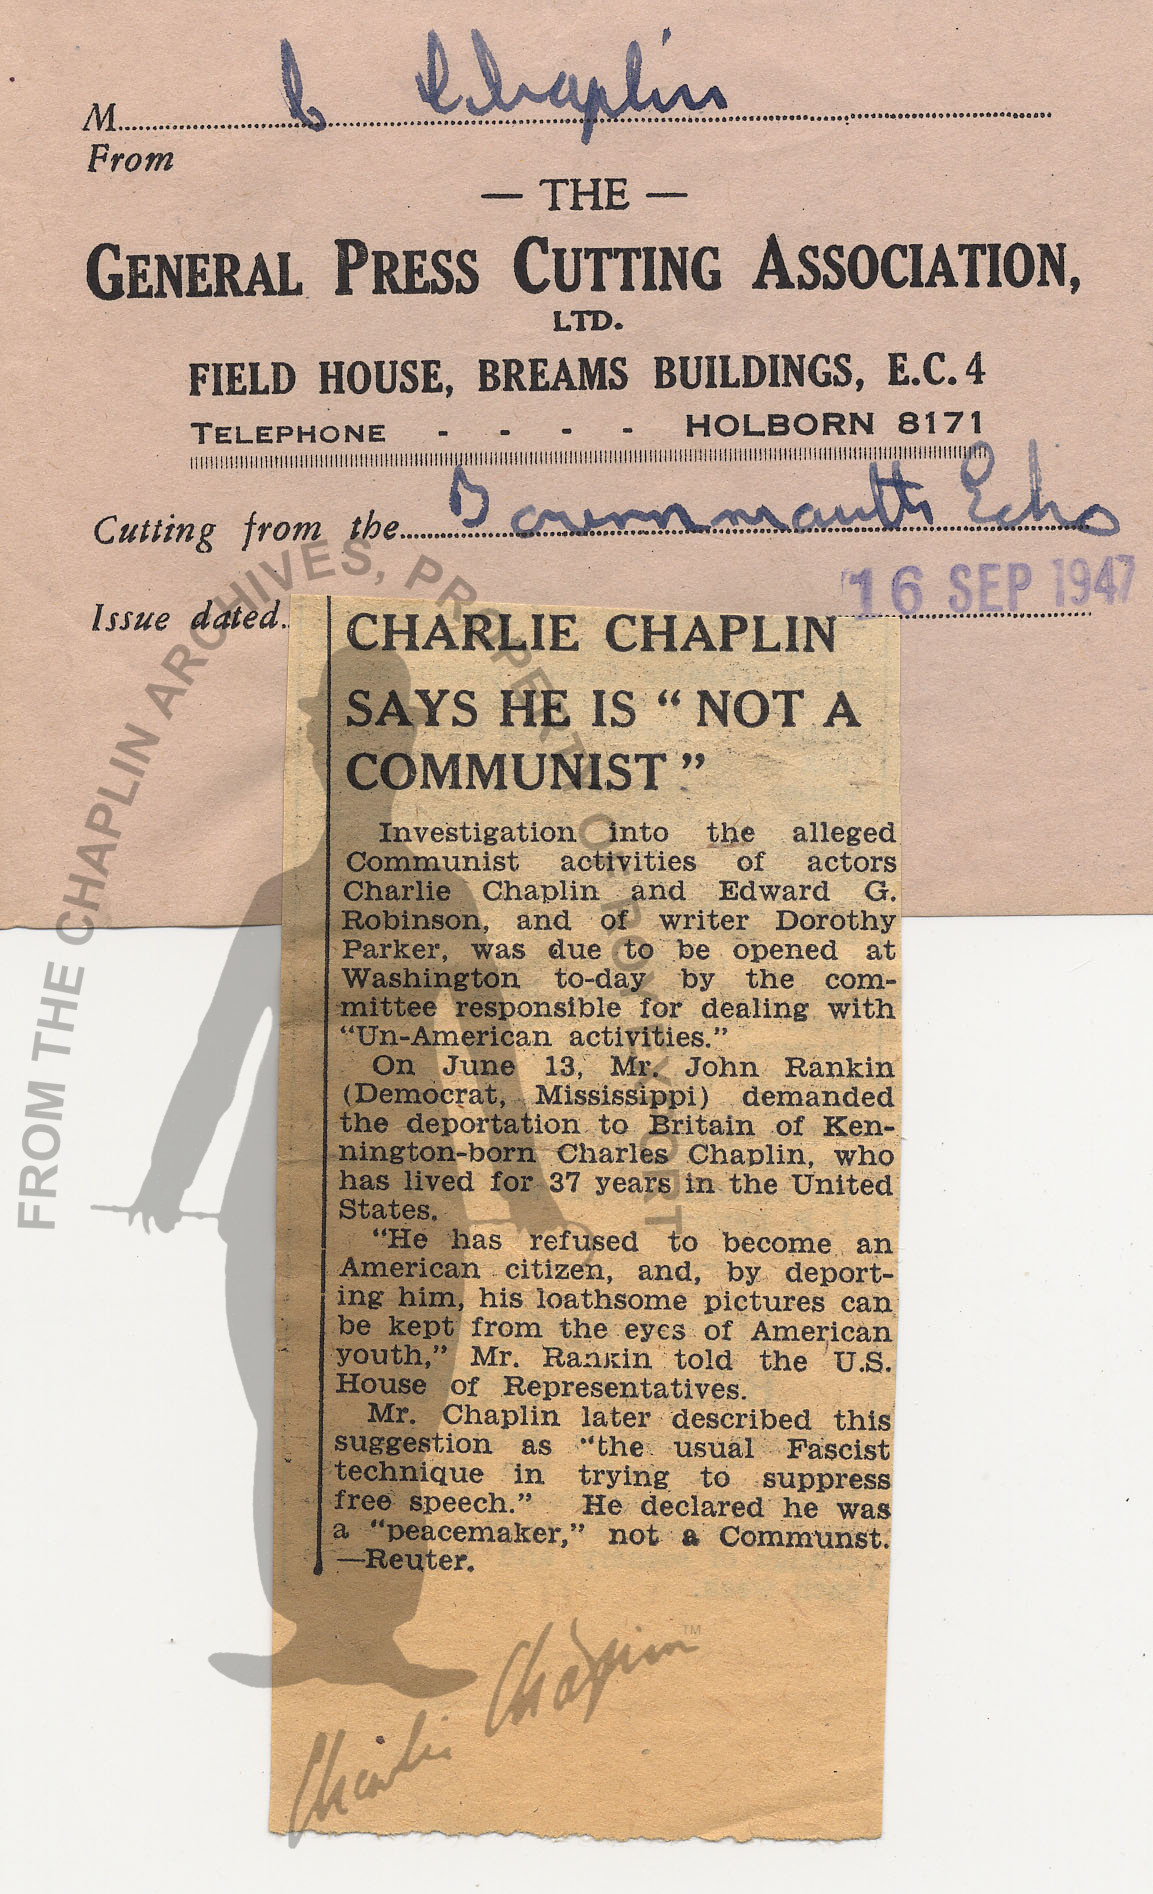 M. C Chaplin
From
— THE —
GENERAL PRESS CUTTING ASSOCIATION,
LTD.
FIELD HOUSE, BREAMS BUILDINGS, E.C.4
TELEPHONE - - - - HOLBORN 8171
Cutting from the Bournemouth Echo
Issue dated. 16 SEP 1947
CHARLIE CHAPLIN
SAYS HE IS “ NOT A
COMMUNIST ”
Investigation into the alleged
Communist activities of actors
Charlie Chaplin and Edward G.
Robinson, and of writer Dorothy
Parker, was due to be opened at
Washington to-day by the com-
mittee responsible for dealing with
“Un-American activities.”
On June 13, Mr. John Rankin
(Democrat, Mississippi) demanded
the deportation to Britain of Ken-
nington-born Charles Chaplin, who
has lived for 37 years in the United
States.
“He has refused to become an
American citizen, and, by deport-
ing him, his loathsome pictures can
be kept from the eyes of American
youth,” Mr. Rankin told the U.S.
House of Representatives.
Mr. Chaplin later described this
suggestion as “the usual Fascist
technique in trying to suppress
free speech.” He declared he was
a “peacemaker,” not a Communst.
—Reuter.
FROM THE CHAPLIN ARCHIVES, PROPERTY OF ROY EXPORT
Charlie Chaplin ™